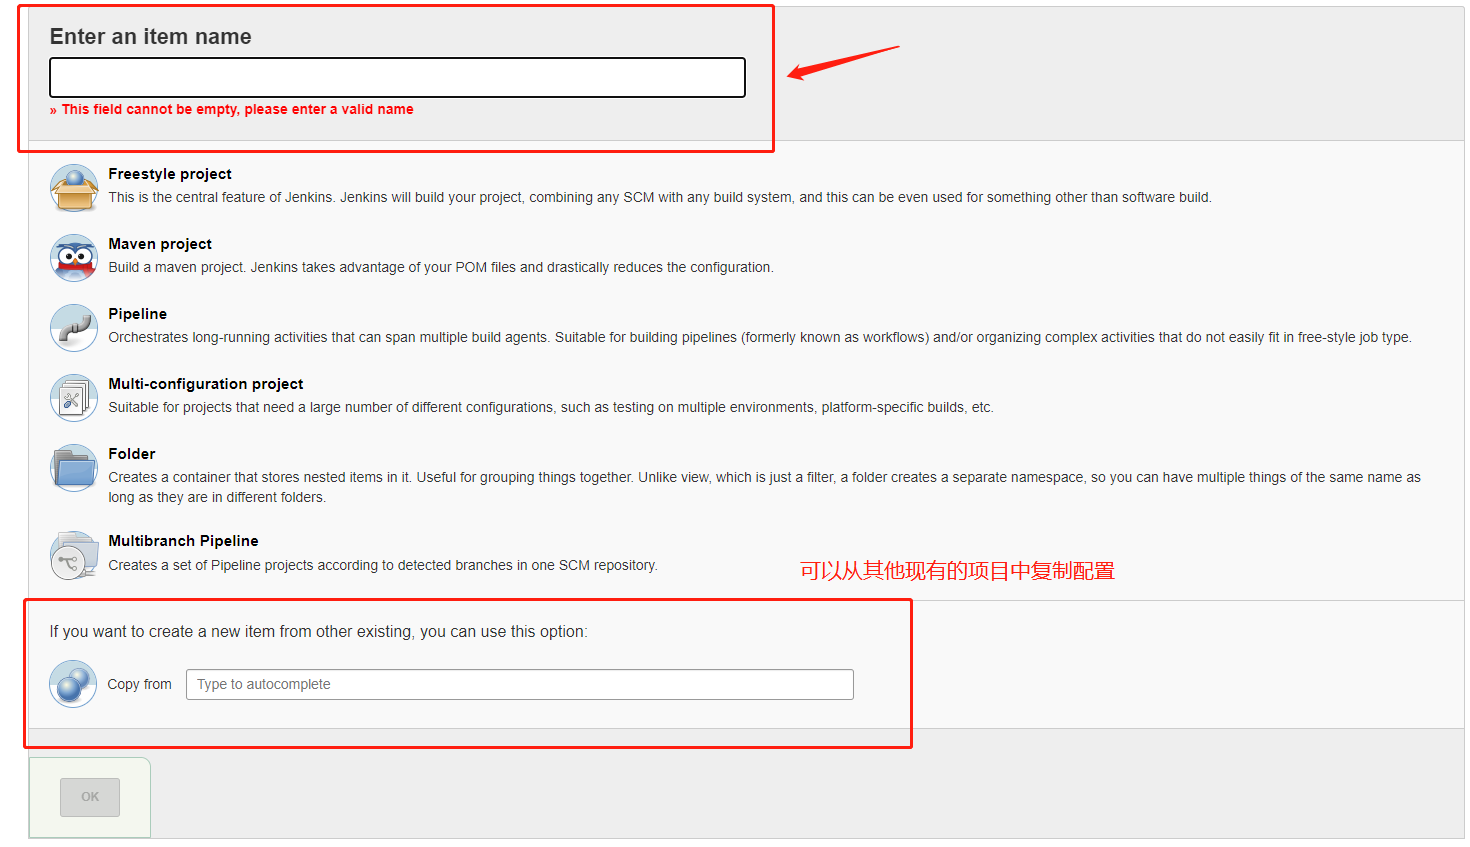 Enter an item name
» This field cannot be empty, please enter a valid name
Freestyle project
This is the central feature of Jenkins. Jenkins will build your project, combining any SCM with any build system, and this can be even used for something other than software build.
Maven project
Build a maven project. Jenkins takes advantage of your POM files and drastically reduces the configuration.
Pipeline
Orchestrates long-running activities that can span multiple build agents. Suitable for building pipelines (formerly known as workflows) and/or organizing complex activities that do not easily fit in free-style job type.
Multi-configuration project
Suitable for projects that need a large number of different configurations, such as testing on multiple environments, platform-specific builds, etc.
Folder
Creates a container that stores nested items in it. Useful for grouping things together. Unlike view, which is just a filter, a folder creates a separate namespace, so you can have multiple things of the same name as
long as they are in different folders.
Multibranch Pipeline
Creates a set of Pipeline projects according to detected branches in one SCM repository.
可以从其他现有的项目中复制配置
If you want to create a new item from other existing, you can use this option:
Copy from
Type to autocomplete
OK